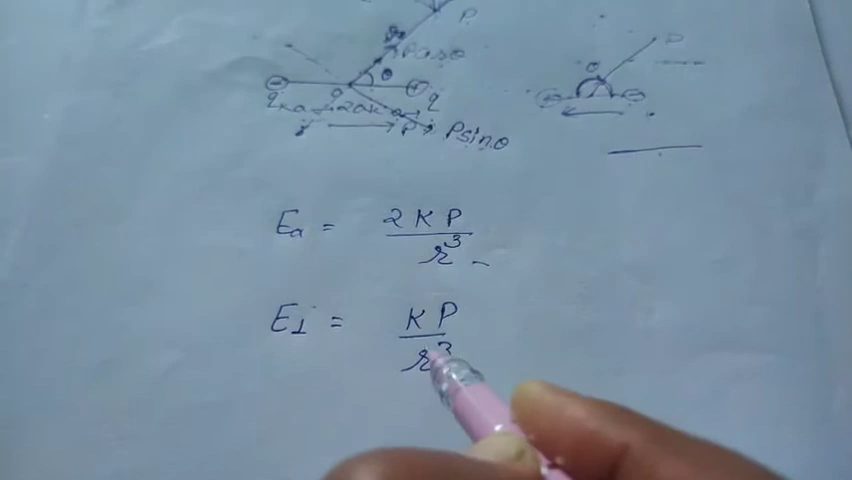 P
r
Pcosθ
θ
P
- +
θ
q q
2a
P Psinθ
Ea = 2KP / r³
E⊥ = KP / r³